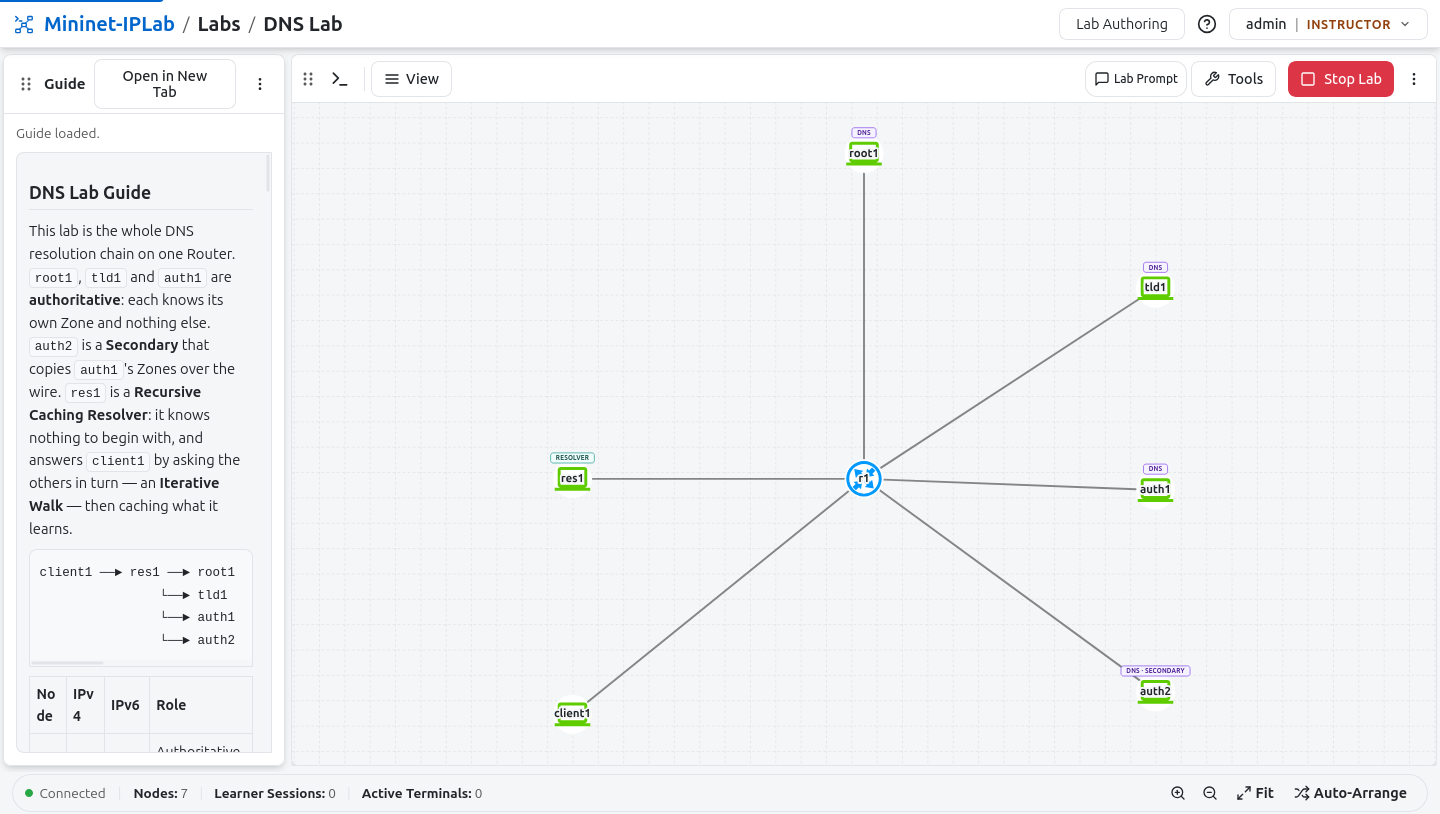 Mininet-IPLab / Labs / DNS Lab
Lab Authoring
admin | INSTRUCTOR
Guide
Open in New Tab
View
Lab Prompt
Tools
Stop Lab
Guide loaded.
DNS Lab Guide
This lab is the whole DNS
resolution chain on one Router.
root1, tld1 and auth1 are
authoritative: each knows its
own Zone and nothing else.
auth2 is a Secondary that
copies auth1's Zones over the
wire. res1 is a Recursive
Caching Resolver: it knows
nothing to begin with, and
answers client1 by asking the
others in turn — an Iterative
Walk — then caching what it
learns.
client1 ──► res1 ──► root1
└──► tld1
└──► auth1
└──► auth2
Node IPv4 IPv6 Role
Authoritative
DNS
root1
DNS
tld1
RESOLVER
res1
r1
DNS
auth1
DNS · SECONDARY
auth2
client1
Connected
Nodes: 7
Learner Sessions: 0
Active Terminals: 0
Fit
Auto-Arrange